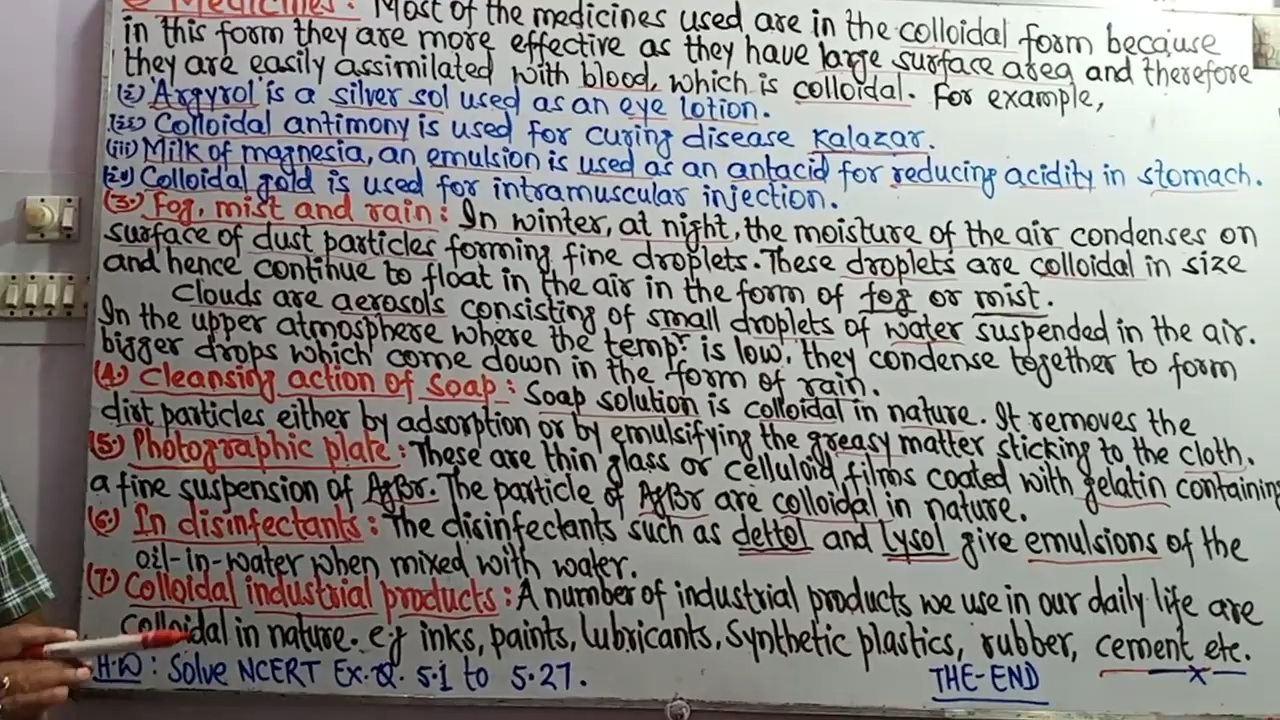 Medicines: Most of the medicines used are in the colloidal form because
in this form they are more effective as they have large surface area and therefore
they are easily assimilated with blood, which is colloidal. For example,
(i) Argyrol is a silver sol used as an eye lotion.
(ii) Colloidal antimony is used for curing disease Kalazar.
(iii) Milk of magnesia, an emulsion is used as an antacid for reducing acidity in stomach.
(iv) Colloidal gold is used for intramuscular injection.
(3.) Fog, mist and rain: In winter, at night, the moisture of the air condenses on
surface of dust particles forming fine droplets. These droplets are colloidal in size
and hence continue to float in the air in the form of fog or mist.
Clouds are aerosols consisting of small droplets of water suspended in the air.
In the upper atmosphere where the tempr. is low, they condense together to form
bigger drops which come down in the form of rain.
(4.) Cleansing action of soap: Soap solution is colloidal in nature. It removes the
dirt particles either by adsorption or by emulsifying the greasy matter sticking to the cloth.
(5.) Photographic plate: These are thin glass or celluloid films coated with gelatin containing
a fine suspension of AgBr. The particle of AgBr are colloidal in nature.
(6.) In disinfectants: The disinfectants such as dettol and Lysol give emulsions of the
oil-in-water when mixed with water.
(7.) Colloidal industrial products: A number of industrial products we use in our daily life are
colloidal in nature. eg inks, paints, lubricants, Synthetic plastics, rubber, cement etc.
H.W: Solve NCERT Ex. Q. 5.1 to 5.27.
THE-END